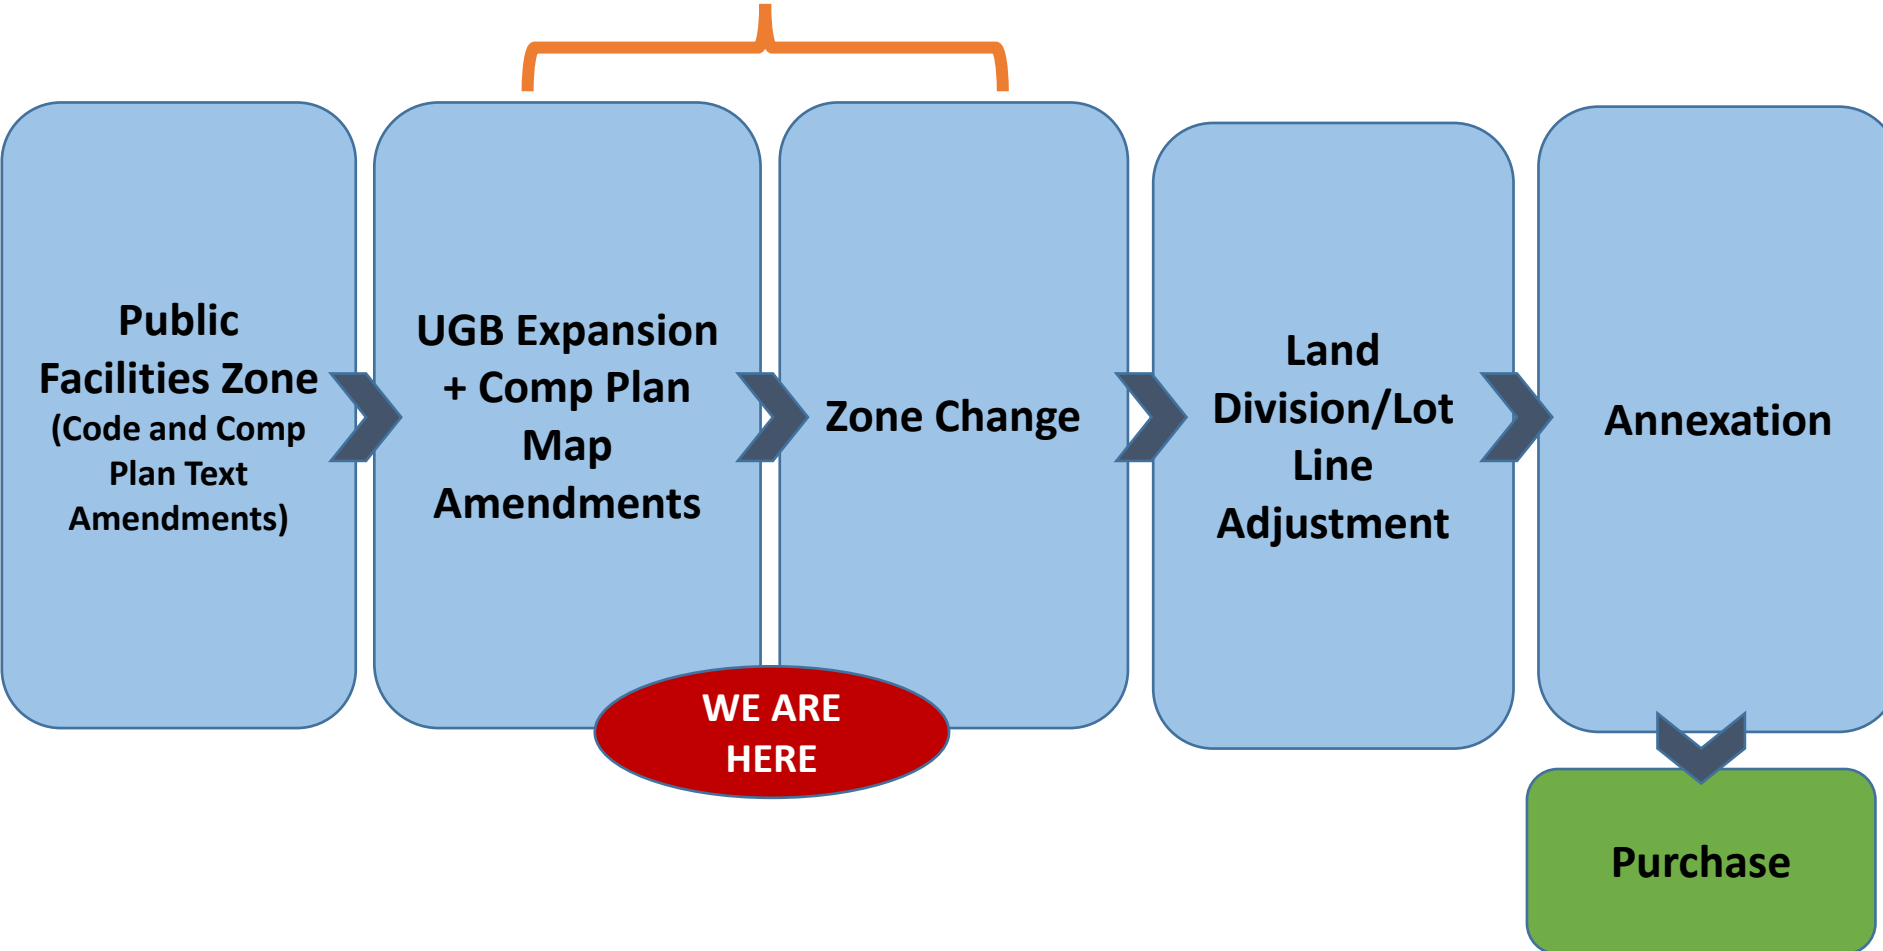 Public
Facilities Zone
(Code and Comp
Plan Text
Amendments)
UGB Expansion
+ Comp Plan
Map
Amendments
Zone Change
Land
Division/Lot
Line
Adjustment
Annexation
WE ARE
HERE
Purchase